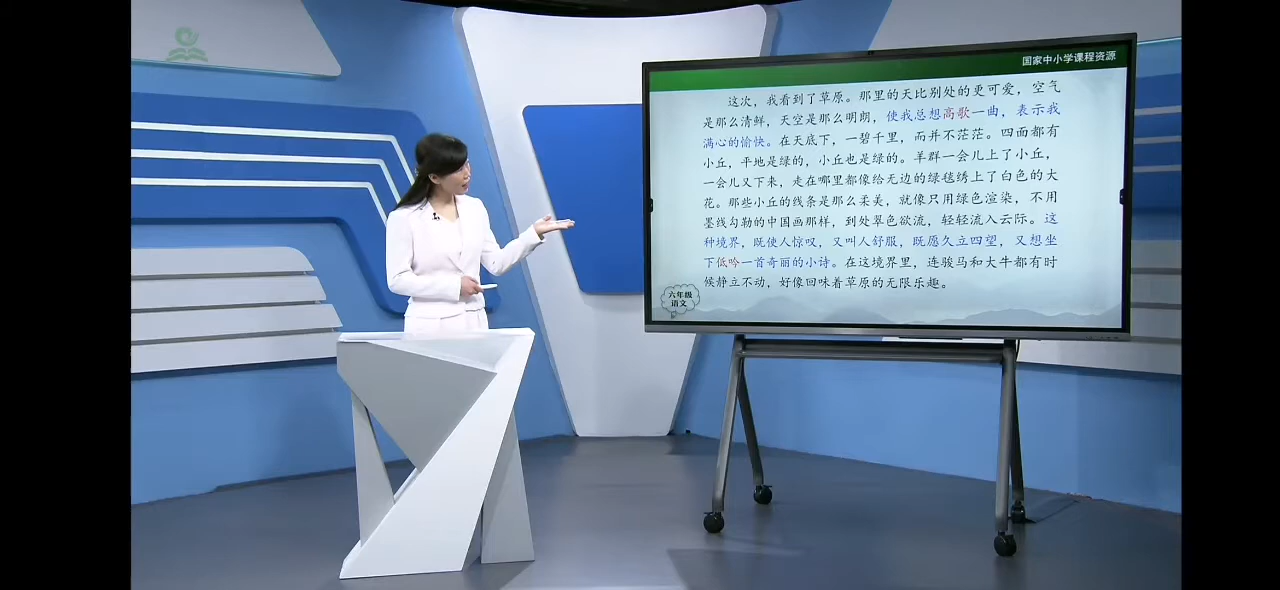 国家中小学课程资源
这次，我看到了草原。那里的天比别处的更可爱，空气
是那么清鲜，天空是那么明朗，使我总想高歌一曲，表示我
满心的愉快。在天底下，一碧千里，而并不茫茫。四面都有
小丘，平地是绿的，小丘也是绿的。羊群一会儿上了小丘，
一会儿又下来，走在哪里都像给无边的绿毯绣上了白色的大
花。那些小丘的线条是那么柔美，就像只用绿色渲染，不用
墨线勾勒的中国画那样，到处翠色欲流，轻轻流入云际。这
种境界，既使人惊叹，又叫人舒服，既愿久立四望，又想坐
下低吟一首奇丽的小诗。在这境界里，连骏马和大牛都有时
候静立不动，好像回味着草原的无限乐趣。
六年级
语文